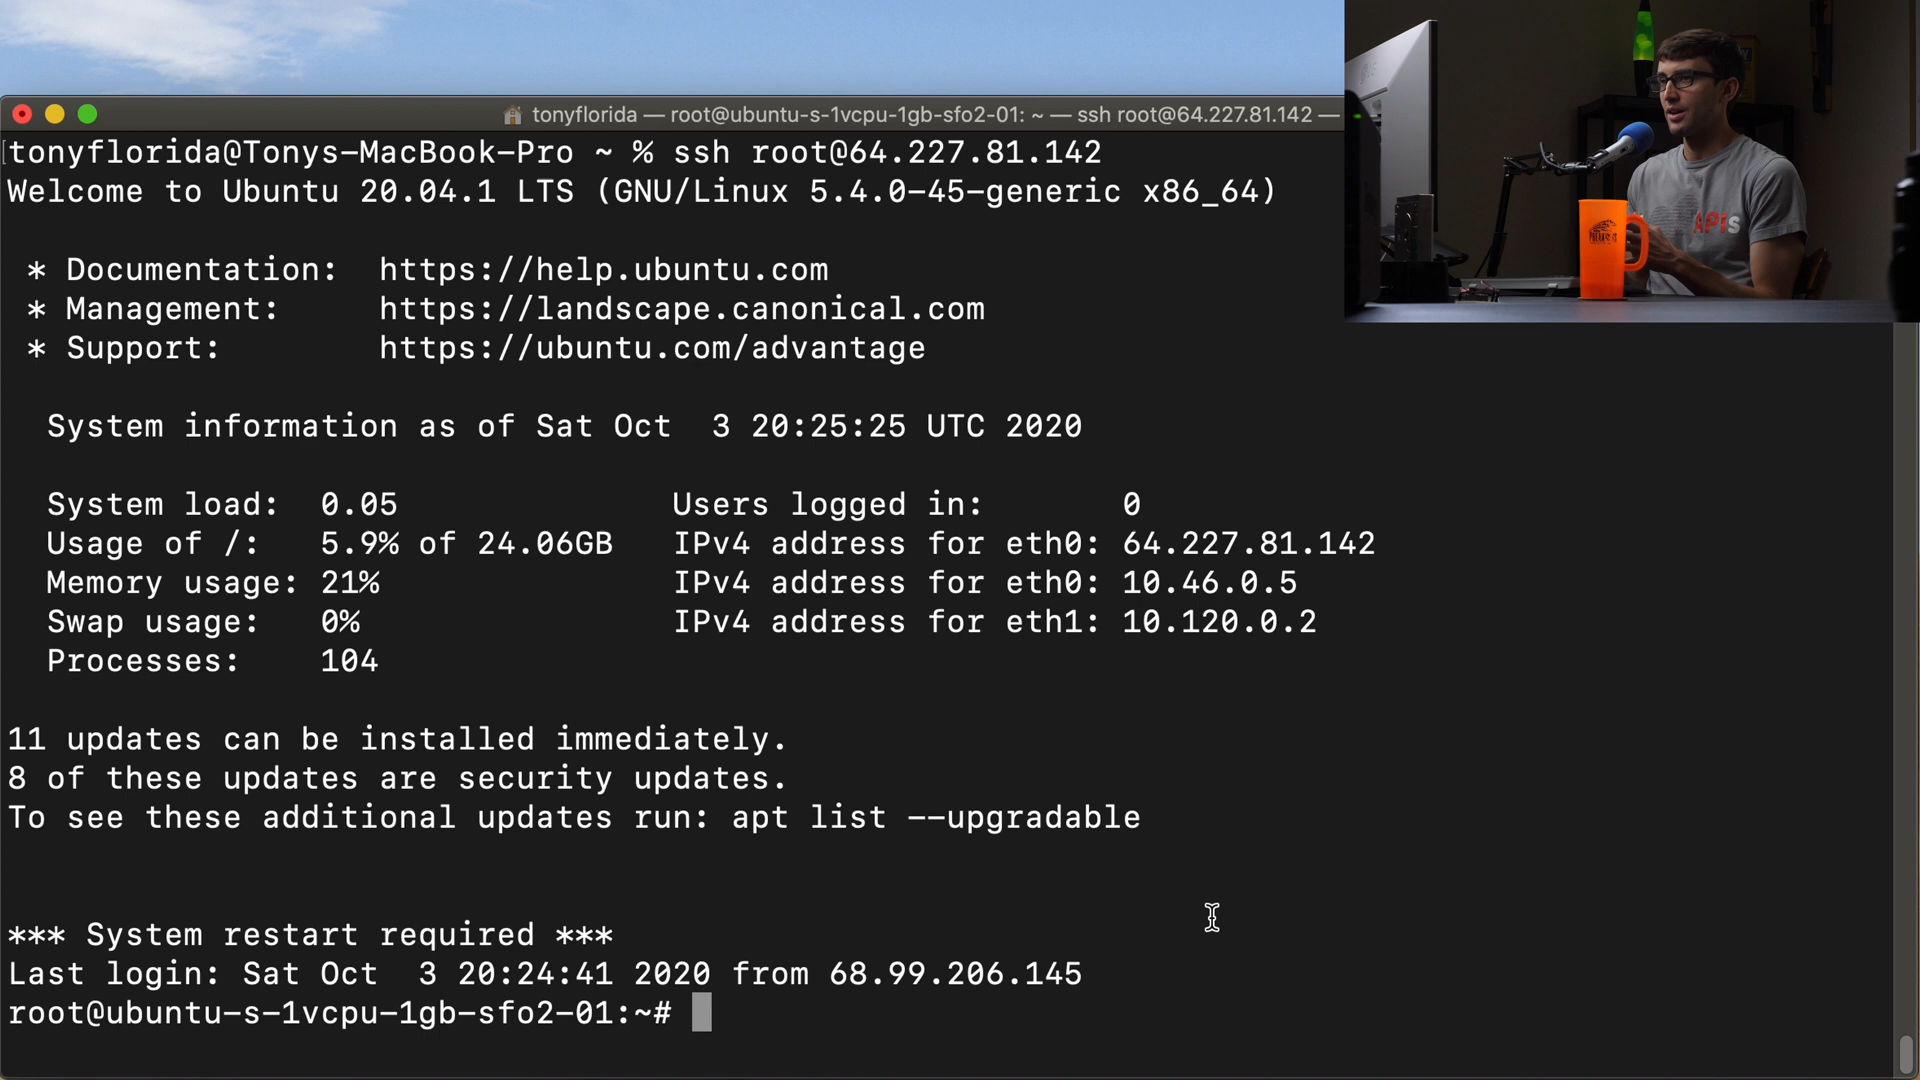 tonyflorida — root@ubuntu-s-1vcpu-1gb-sfo2-01: ~ — ssh root@64.227.81.142 —
[tonyflorida@Tonys-MacBook-Pro ~ % ssh root@64.227.81.142
Welcome to Ubuntu 20.04.1 LTS (GNU/Linux 5.4.0-45-generic x86_64)
* Documentation:  https://help.ubuntu.com
* Management:     https://landscape.canonical.com
* Support:        https://ubuntu.com/advantage
System information as of Sat Oct  3 20:25:25 UTC 2020
System load:  0.05              Users logged in:       0
Usage of /:   5.9% of 24.06GB   IPv4 address for eth0: 64.227.81.142
Memory usage: 21%               IPv4 address for eth0: 10.46.0.5
Swap usage:   0%                IPv4 address for eth1: 10.120.0.2
Processes:    104
11 updates can be installed immediately.
8 of these updates are security updates.
To see these additional updates run: apt list --upgradable
*** System restart required ***
Last login: Sat Oct  3 20:24:41 2020 from 68.99.206.145
root@ubuntu-s-1vcpu-1gb-sfo2-01:~#
APIs